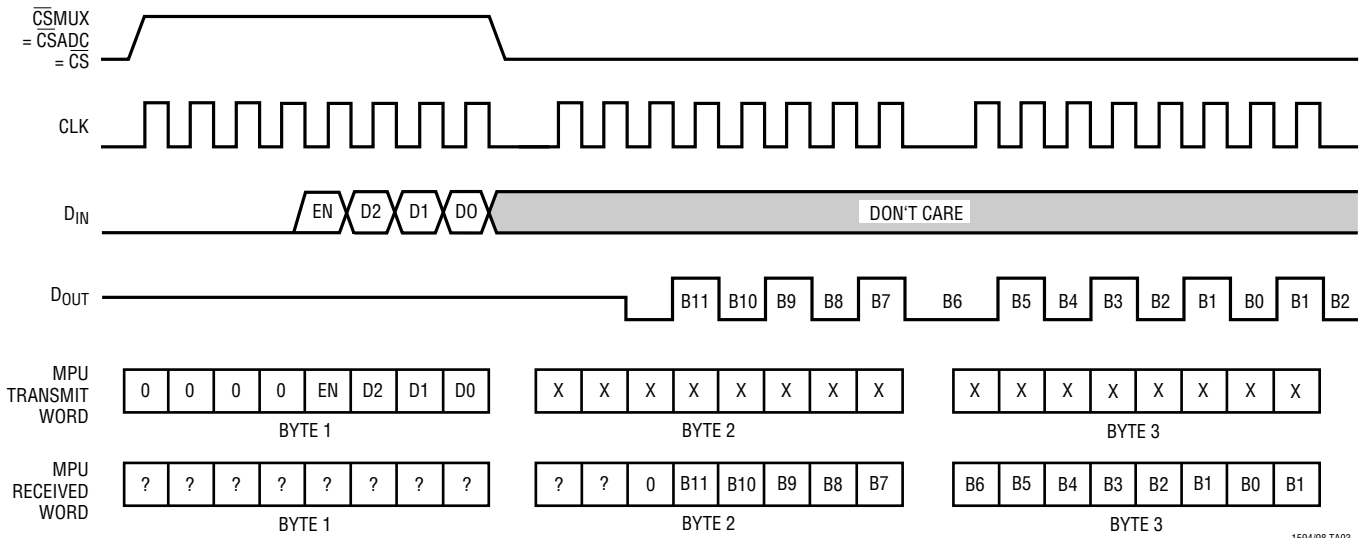 CSMUX
= CSADC
= CS
CLK
DIN
EN D2 D1 DO
DON'T CARE
DOUT
B11 B10 B9 B8 B7 B6 B5 B4 B3 B2 B1 B0 B1 B2
MPU
TRANSMIT
WORD
0 0 0 0 EN D2 D1 D0
X X X X X X X X
X X X X X X X X
BYTE 1
BYTE 2
BYTE 3
MPU
RECEIVED
WORD
? ? ? ? ? ? ? ?
? ? 0 B11 B10 B9 B8 B7
B6 B5 B4 B3 B2 B1 B0 B1
BYTE 1
BYTE 2
BYTE 3